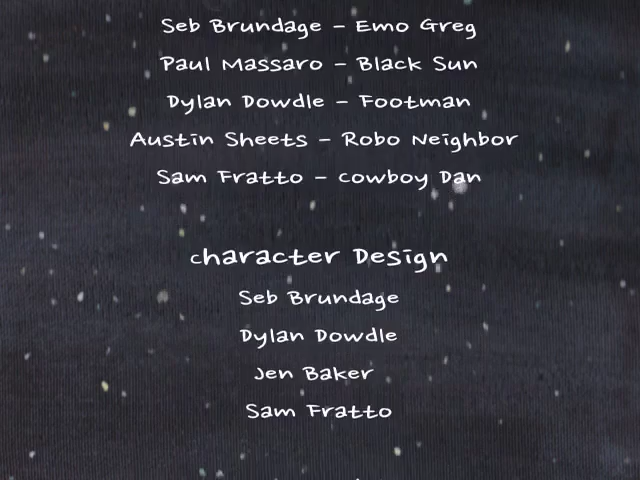 Seb Brundage - Emo Greg
Paul Massaro - Black Sun
Dylan Dowdle - Footman
Austin Sheets - Robo Neighbor
Sam Fratto - Cowboy Dan
Character Design
Seb Brundage
Dylan Dowdle
Jen Baker
Sam Fratto